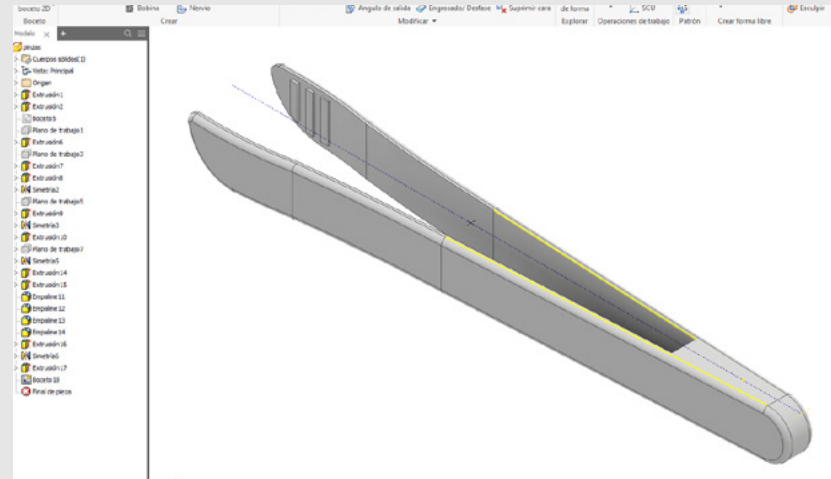 Boceto 2D
Bobina
Nervio
Ángulo de salida
Engrosado/ Desfase
Suprimir cara
de forma
SCU
Esculpir
Boceto
Crear
Modificar
Explorar
Operaciones de trabajo
Patrón
Crear forma libre
Modelo
pinzas
Cuerpos sólidos(1)
Vista: Principal
Origen
Extrusión1
Extrusión2
Boceto6
Plano de trabajo1
Extrusión6
Plano de trabajo3
Extrusión7
Extrusión8
Simetría2
Plano de trabajo5
Extrusión9
Simetría3
Extrusión10
Plano de trabajo7
Simetría5
Extrusión14
Extrusión15
Empalme11
Empalme12
Empalme13
Empalme14
Extrusión16
Simetría6
Extrusión17
Boceto18
Final de pieza